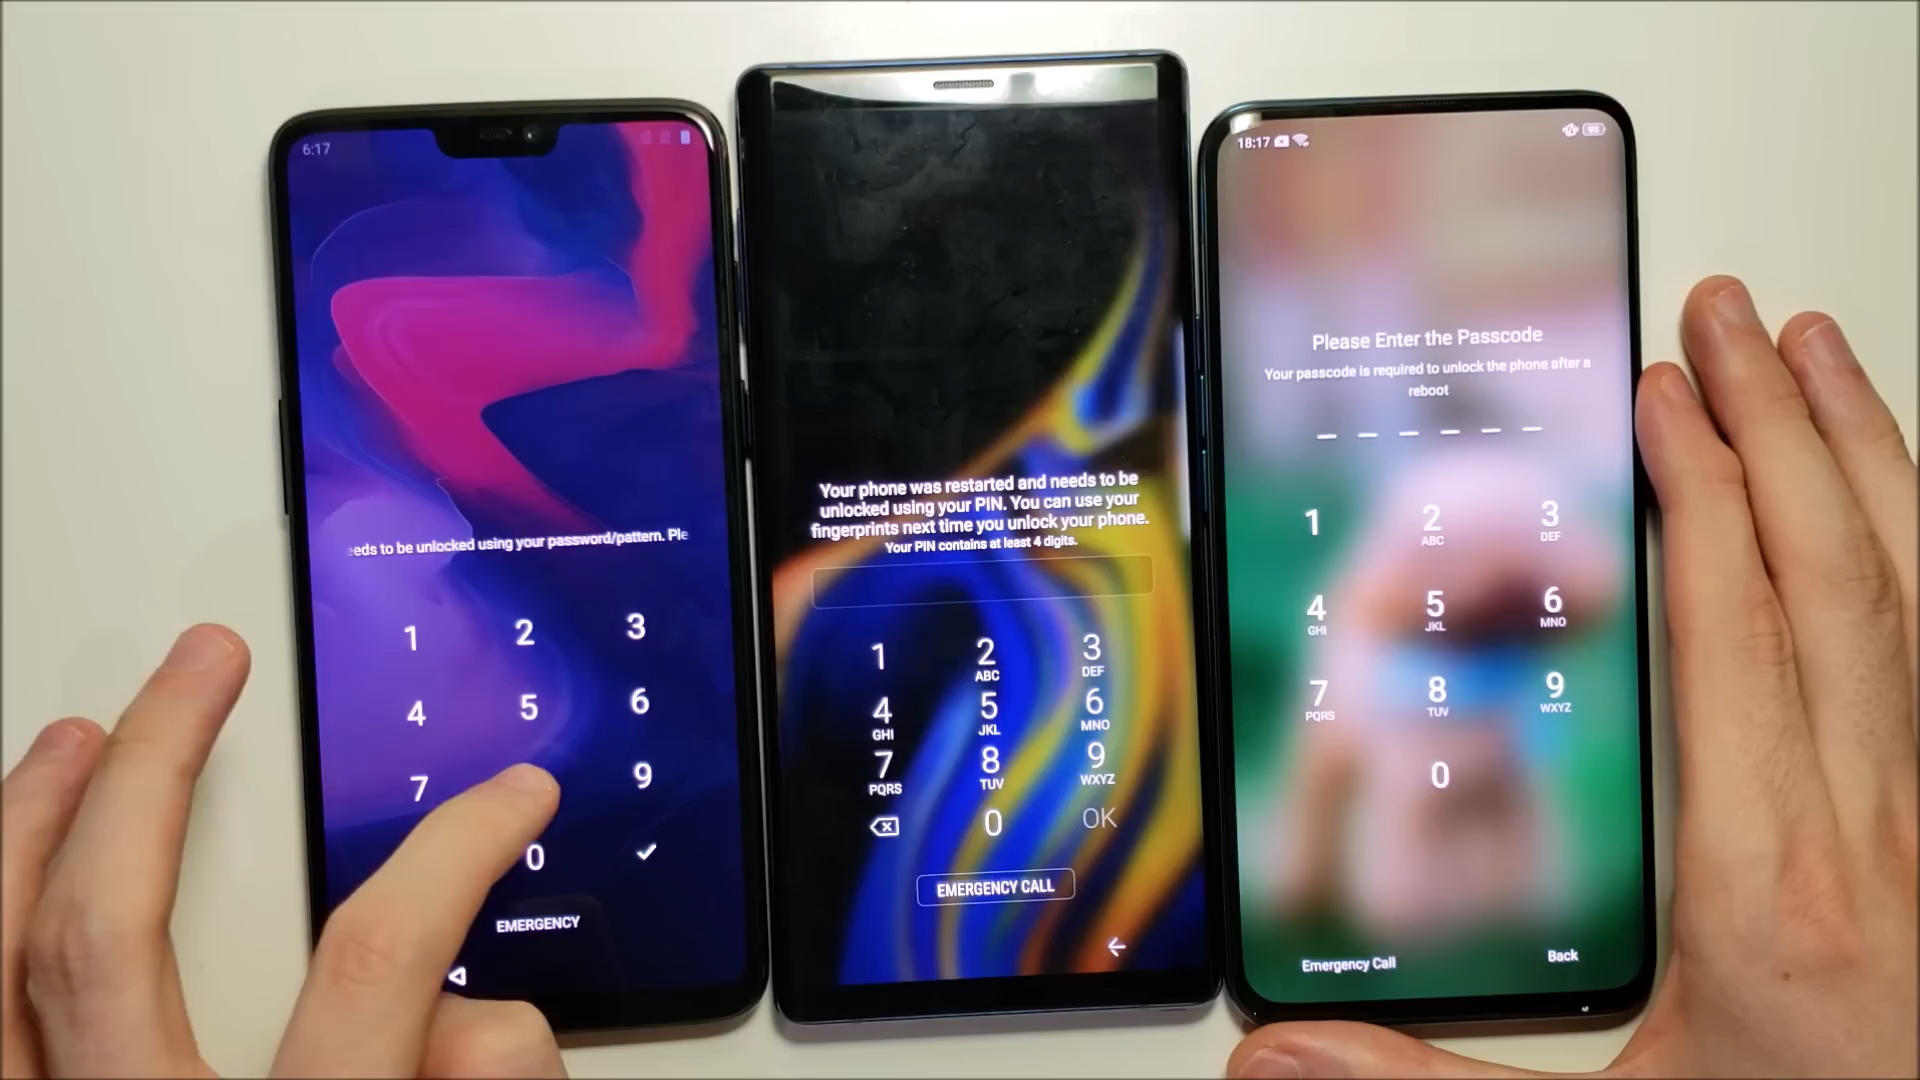 6:17
eeds to be unlocked using your password/pattern. Ple
1 2 3
4 5 6
7 9
0
EMERGENCY
Your phone was restarted and needs to be
unlocked using your PIN. You can use your
fingerprints next time you unlock your phone.
Your PIN contains at least 4 digits.
1 2 3
ABC DEF
4 5 6
GHI JKL MNO
7 8 9
PQRS TUV WXYZ
0 OK
EMERGENCY CALL
18:17 95
Please Enter the Passcode
Your passcode is required to unlock the phone after a
reboot
1 2 3
ABC DEF
4 5 6
GHI JKL MNO
7 8 9
PQRS TUV WXYZ
0
Emergency Call Back